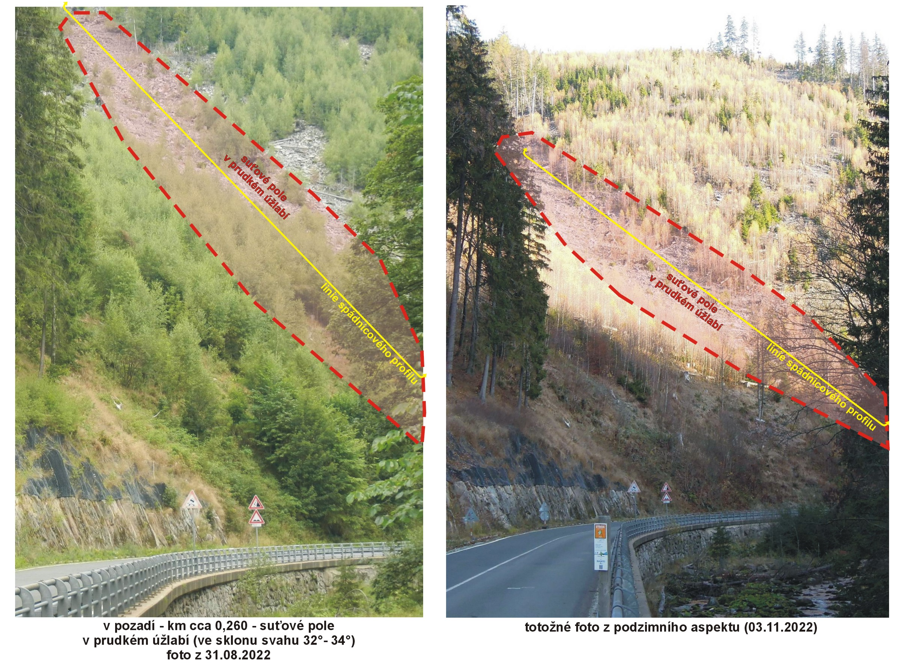 suťové pole
v prudkém úžlabí
linie spádnicového profilu
v pozadí - km cca 0,260 - suťové pole
v prudkém úžlabí (ve sklonu svahu 32°- 34°)
foto z 31.08.2022
suťové pole
v prudkém úžlabí
linie spádnicového profilu
totožné foto z podzimního aspektu (03.11.2022)